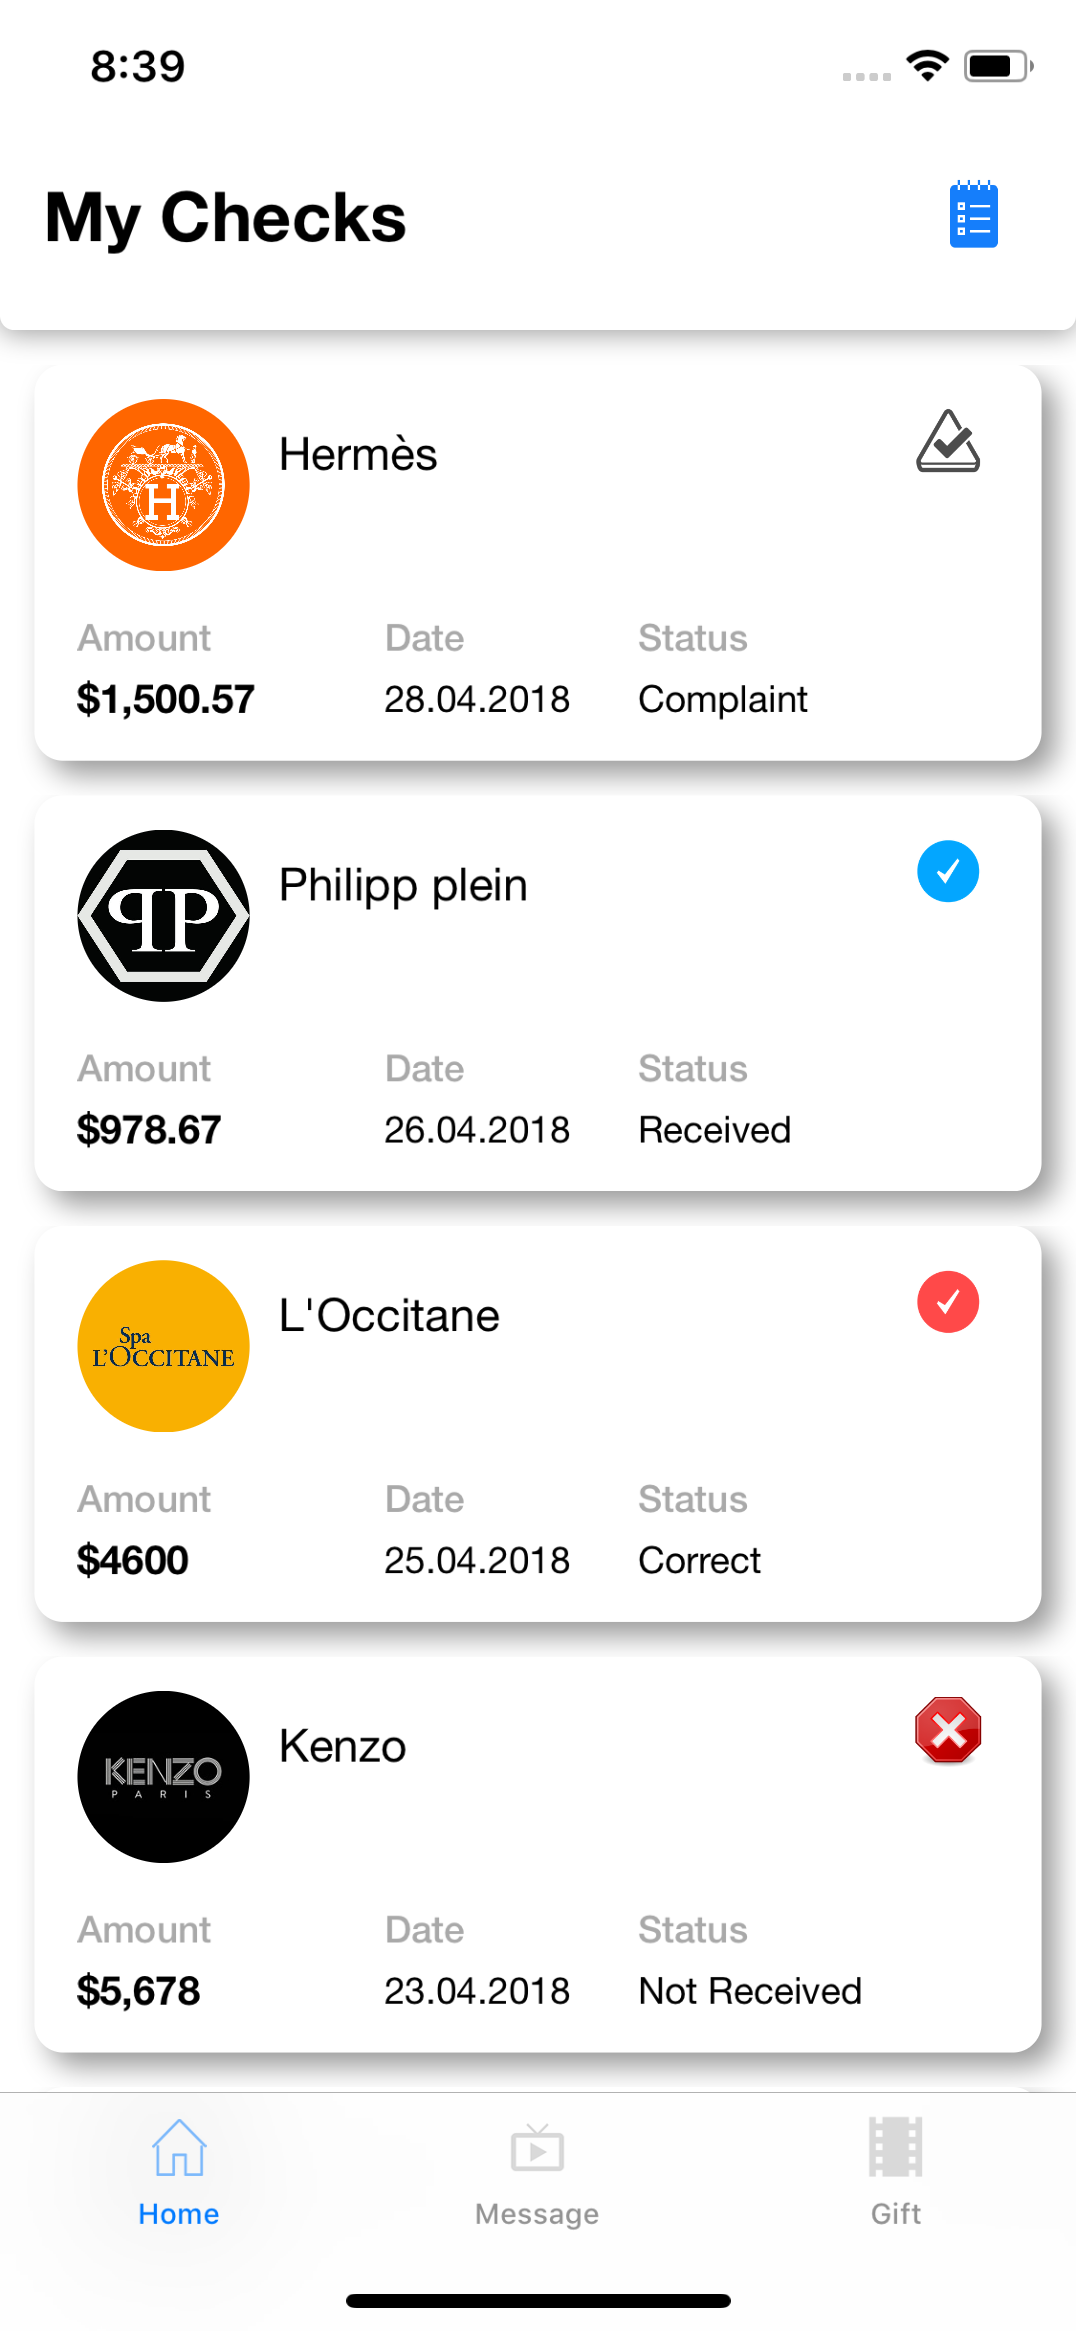 8:39
My Checks
Hermès
H
Amount Date Status
$1,500.57 28.04.2018 Complaint
Philipp plein
PP
Amount Date Status
$978.67 26.04.2018 Received
L'Occitane
Spa
L'OCCITANE
Amount Date Status
$4600 25.04.2018 Correct
Kenzo
KENZO
PARIS
Amount Date Status
$5,678 23.04.2018 Not Received
Home Message Gift